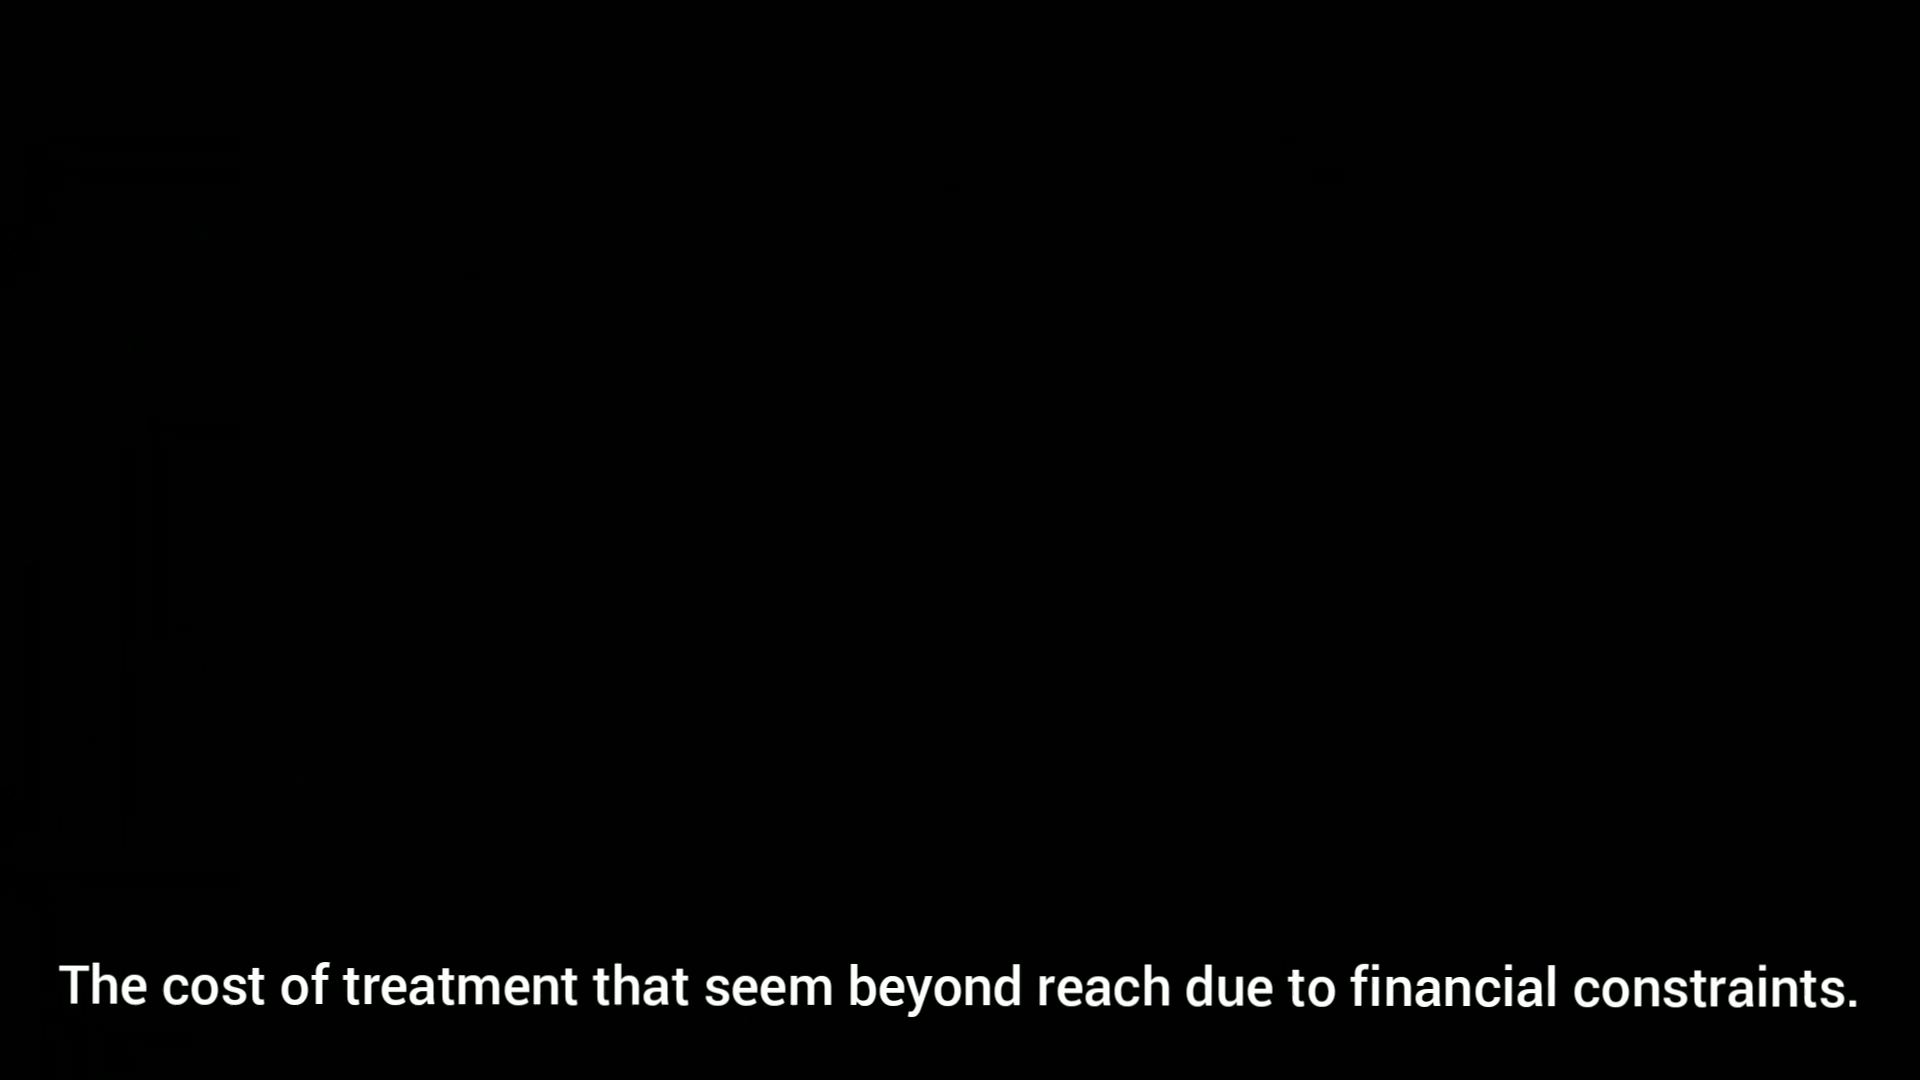 The cost of treatment that seem beyond reach due to financial constraints.